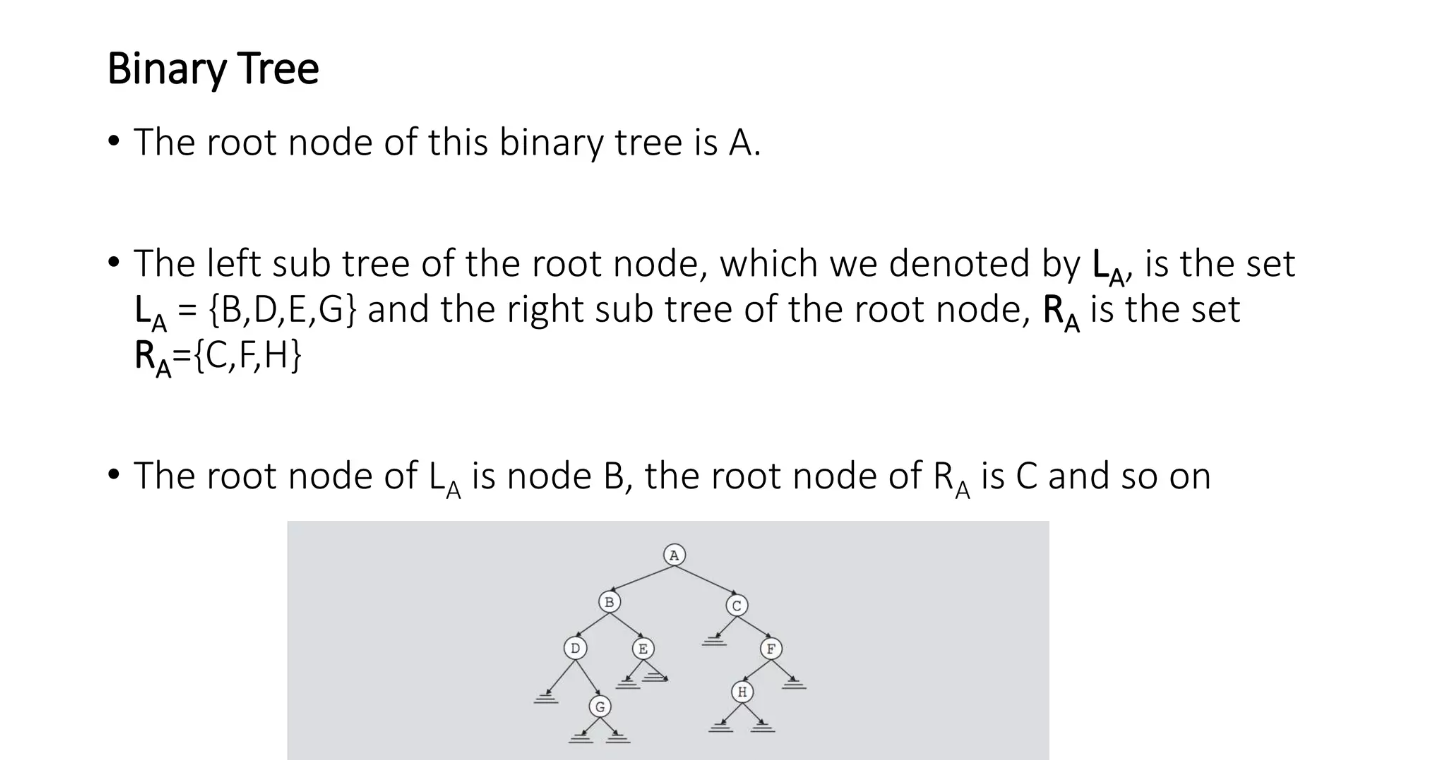 Binary Tree
• The root node of this binary tree is A.
• The left sub tree of the root node, which we denoted by LA, is the set
LA = {B,D,E,G} and the right sub tree of the root node, RA is the set
RA={C,F,H}
• The root node of LA is node B, the root node of RA is C and so on
A
B C
D E F
H
G